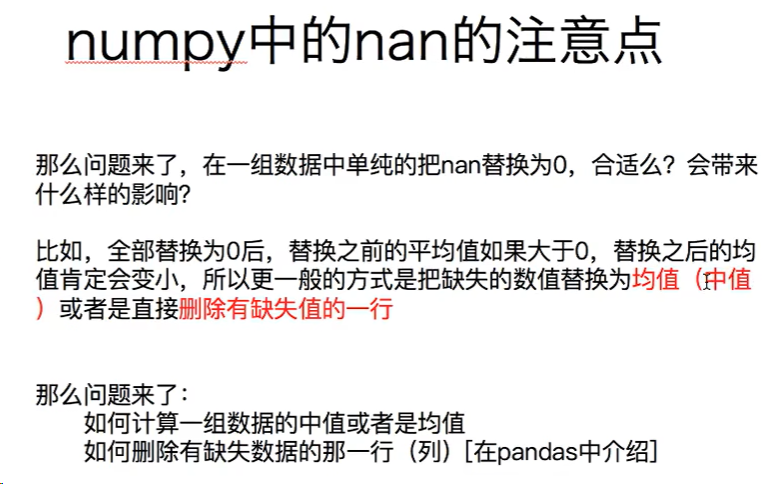 numpy中的nan的注意点
那么问题来了，在一组数据中单纯的把nan替换为0，合适么？会带来
什么样的影响？
比如，全部替换为0后，替换之前的平均值如果大于0，替换之后的均
值肯定会变小，所以更一般的方式是把缺失的数值替换为均值（中值
）或者是直接删除有缺失值的一行
那么问题来了：
如何计算一组数据的中值或者是均值
如何删除有缺失数据的那一行（列）[在pandas中介绍]